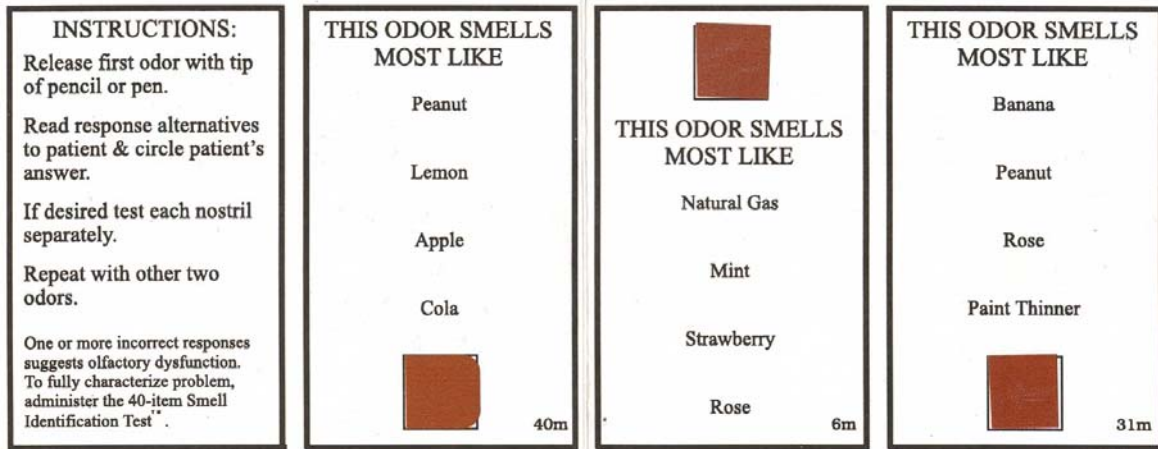 INSTRUCTIONS:
Release first odor with tip
of pencil or pen.
Read response alternatives
to patient & circle patient's
answer.
If desired test each nostril
separately.
Repeat with other two
odors.
One or more incorrect responses
suggests olfactory dysfunction.
To fully characterize problem,
administer the 40-item Smell
Identification Test™.
THIS ODOR SMELLS
MOST LIKE
Peanut
Lemon
Apple
Cola
40m
THIS ODOR SMELLS
MOST LIKE
Natural Gas
Mint
Strawberry
Rose
6m
THIS ODOR SMELLS
MOST LIKE
Banana
Peanut
Rose
Paint Thinner
31m